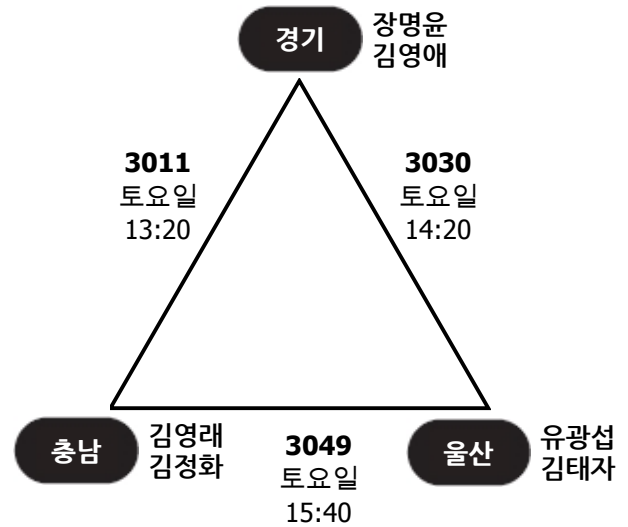 경기
장명윤
김영애
3011
토요일
13:20
3030
토요일
14:20
충남
김영래
김정화
3049
토요일
15:40
울산
유광섭
김태자